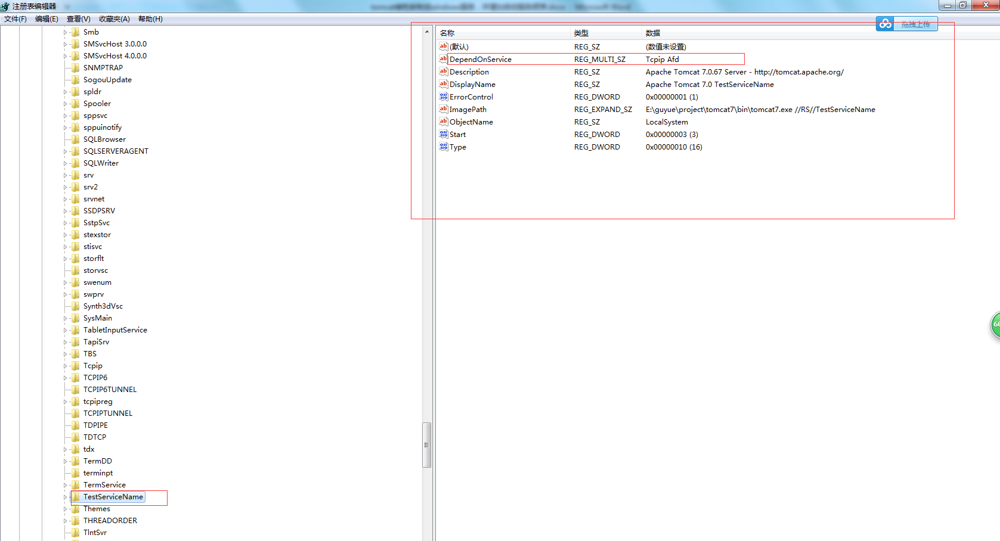 注册表编辑器
文件(F) 编辑(E) 查看(V) 收藏夹(A) 帮助(H)
拖拽上传
Smb
SMSvcHost 3.0.0.0
SMSvcHost 4.0.0.0
SNMPTRAP
SogouUpdate
spldr
Spooler
sppsvc
sppuinotify
SQLBrowser
SQLSERVERAGENT
SQLWriter
srv
srv2
srvnet
SSDPSRV
SstpSvc
stexstor
stisvc
storflt
storvsc
swenum
swprv
Synth3dVsc
SysMain
TabletInputService
TapiSrv
TBS
Tcpip
TCPIP6
TCPIP6TUNNEL
tcpipreg
TCPIPTUNNEL
TDPIPE
TDTCP
tdx
TermDD
terminpt
TermService
TestServiceName
Themes
THREADORDER
TlntSvr
名称 类型 数据
(默认) REG_SZ (数值未设置)
DependOnService REG_MULTI_SZ Tcpip Afd
Description REG_SZ Apache Tomcat 7.0.67 Server - http://tomcat.apache.org/
DisplayName REG_SZ Apache Tomcat 7.0 TestServiceName
ErrorControl REG_DWORD 0x00000001 (1)
ImagePath REG_EXPAND_SZ E:\guyue\project\tomcat7\bin\tomcat7.exe //RS//TestServiceName
ObjectName REG_SZ LocalSystem
Start REG_DWORD 0x00000003 (3)
Type REG_DWORD 0x00000010 (16)